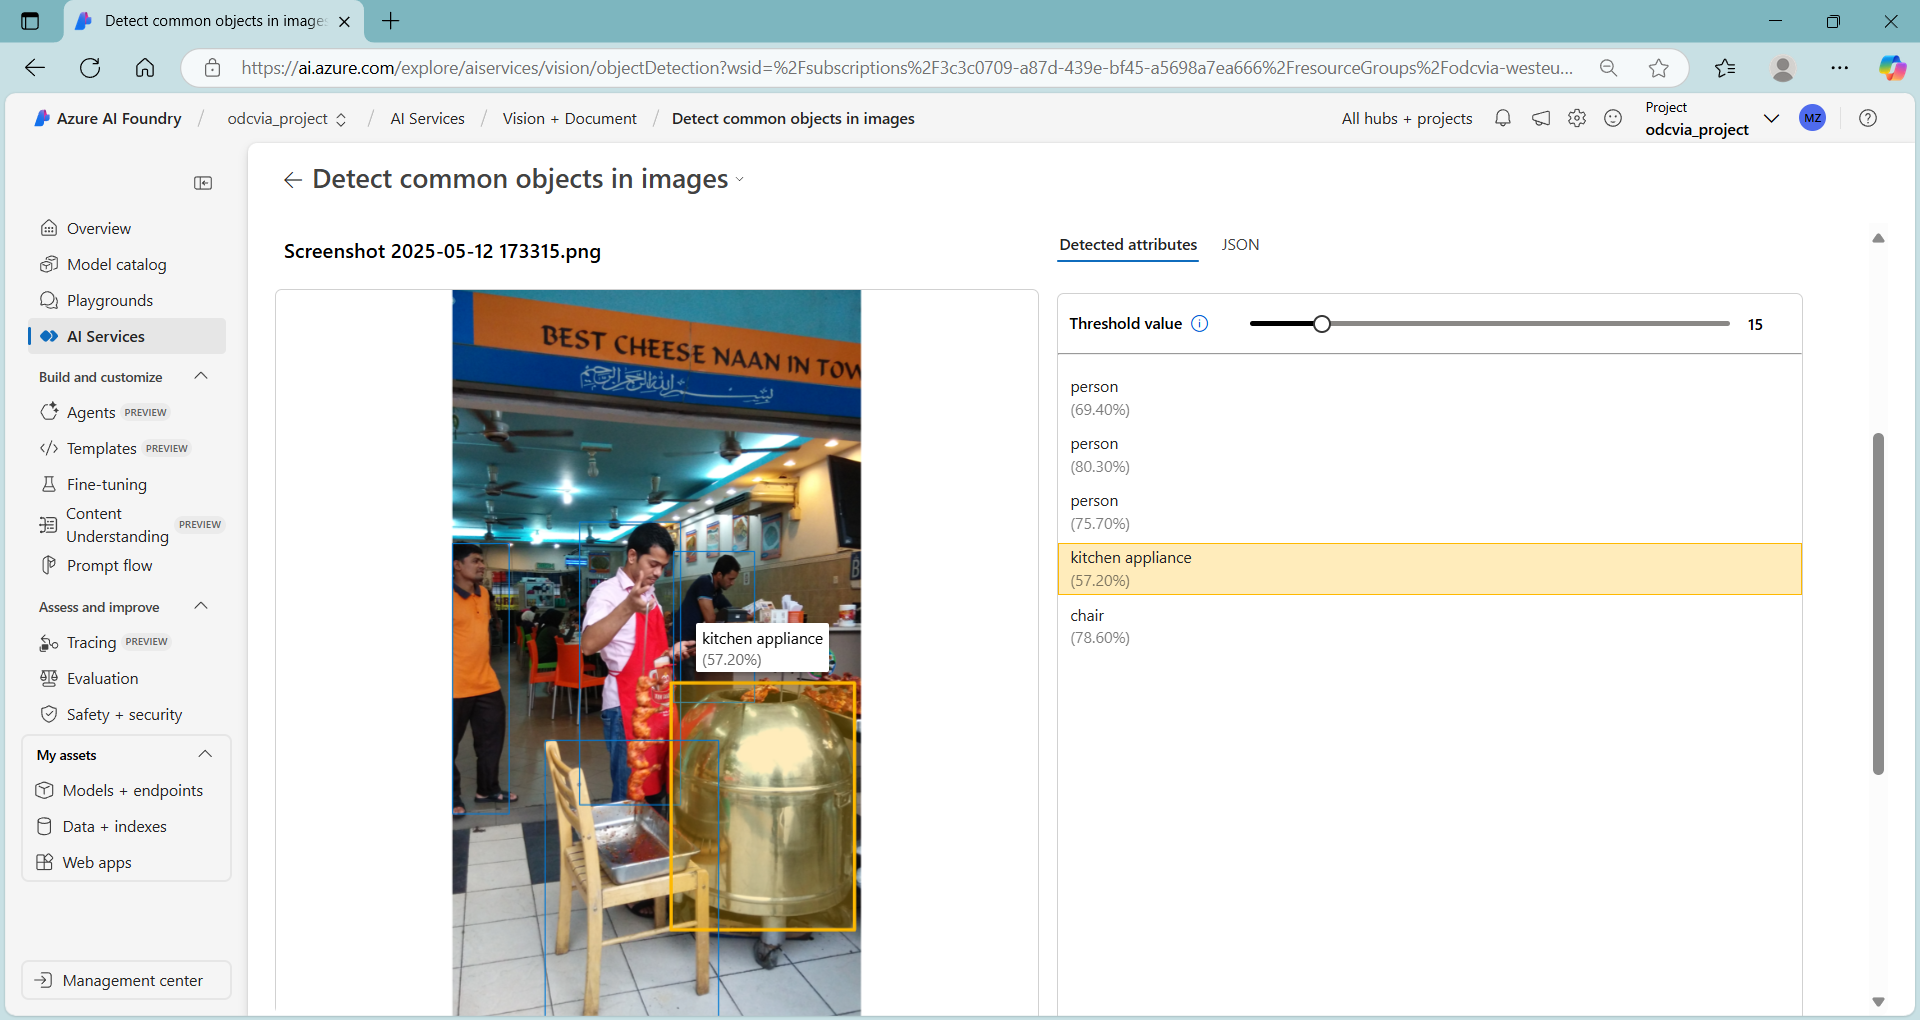 Detect common objects in image
https://ai.azure.com/explore/aiservices/vision/objectDetection?wsid=%2Fsubscriptions%2F3c3c0709-a87d-439e-bf45-a5698a7ea666%2FresourceGroups%2Fodcvia-westeu...
Azure AI Foundry / odcvia_project / AI Services / Vision + Document / Detect common objects in images
All hubs + projects
Project
odcvia_project
MZ
Detect common objects in images
Overview
Model catalog
Playgrounds
AI Services
Build and customize
Agents PREVIEW
Templates PREVIEW
Fine-tuning
Content
Understanding PREVIEW
Prompt flow
Assess and improve
Tracing PREVIEW
Evaluation
Safety + security
My assets
Models + endpoints
Data + indexes
Web apps
Management center
Screenshot 2025-05-12 173315.png
BEST CHEESE NAAN IN TOW
بسم الله الرحمن الرحيم
kitchen appliance
(57.20%)
Detected attributes JSON
Threshold value 15
person
(69.40%)
person
(80.30%)
person
(75.70%)
kitchen appliance
(57.20%)
chair
(78.60%)